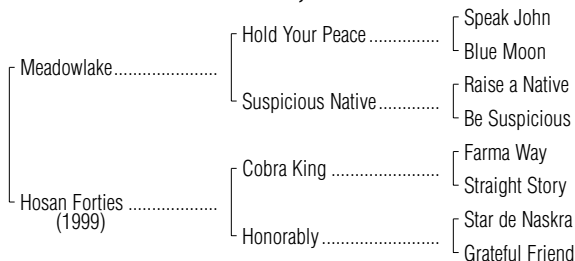 Speak John
Hold Your Peace ...............
Blue Moon
Meadowlake......................
Raise a Native
Suspicious Native.............
Be Suspicious
Farma Way
Cobra King .......................
Straight Story
Hosan Forties ...................
(1999)
Star de Naskra
Honorably .........................
Grateful Friend